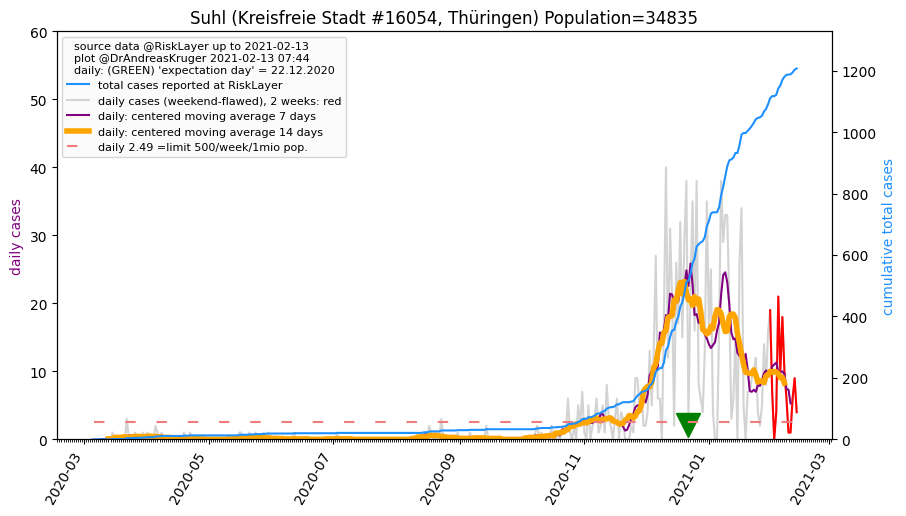 Suhl (Kreisfreie Stadt #16054, Thüringen) Population=34835
source data @RiskLayer up to 2021-02-13
plot @DrAndreasKruger 2021-02-13 07:44
daily: (GREEN) 'expectation day' = 22.12.2020
total cases reported at RiskLayer
daily cases (weekend-flawed), 2 weeks: red
daily: centered moving average 7 days
daily: centered moving average 14 days
daily 2.49 =limit 500/week/1mio pop.
daily cases
60
50
40
30
20
10
0
cumulative total cases
1200
1000
800
600
400
200
0
2020-03
2020-05
2020-07
2020-09
2020-11
2021-01
2021-03